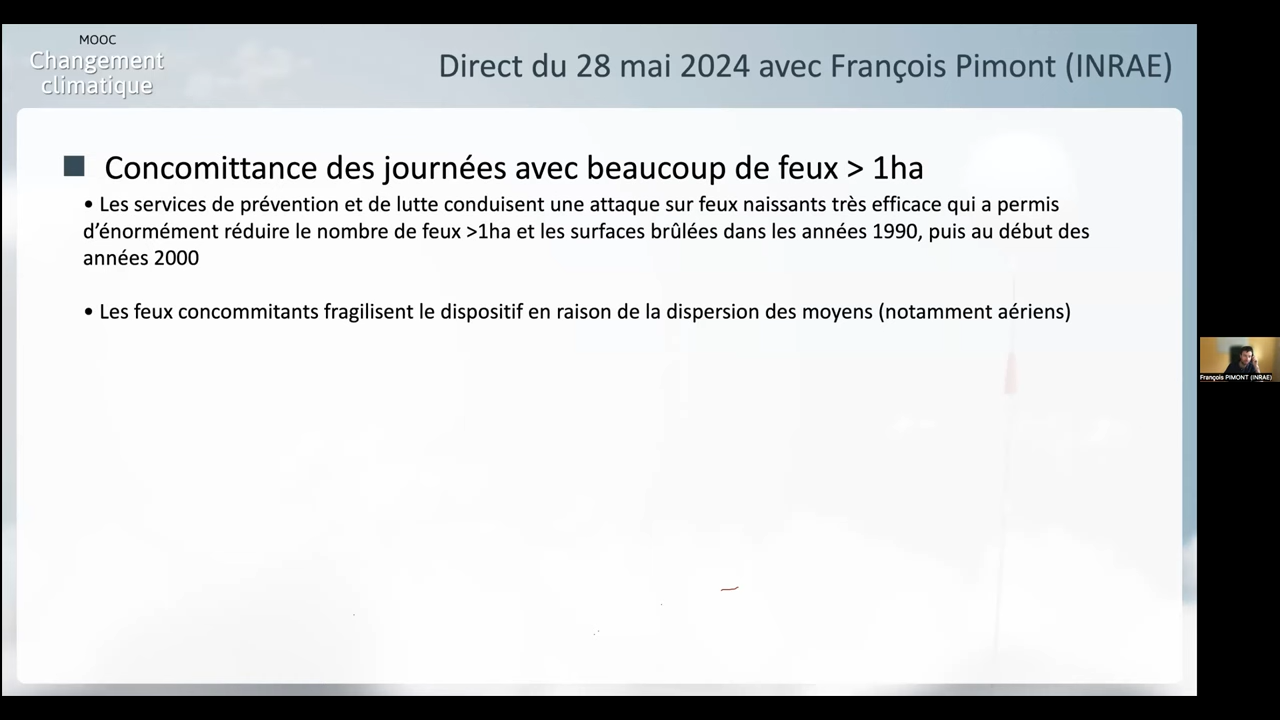 MOOC
Changement
climatique
Direct du 28 mai 2024 avec François Pimont (INRAE)
Concomittance des journées avec beaucoup de feux > 1ha
• Les services de prévention et de lutte conduisent une attaque sur feux naissants très efficace qui a permis
d’énormément réduire le nombre de feux >1ha et les surfaces brûlées dans les années 1990, puis au début des
années 2000
• Les feux concommitants fragilisent le dispositif en raison de la dispersion des moyens (notamment aériens)
François PIMONT (INRAE)